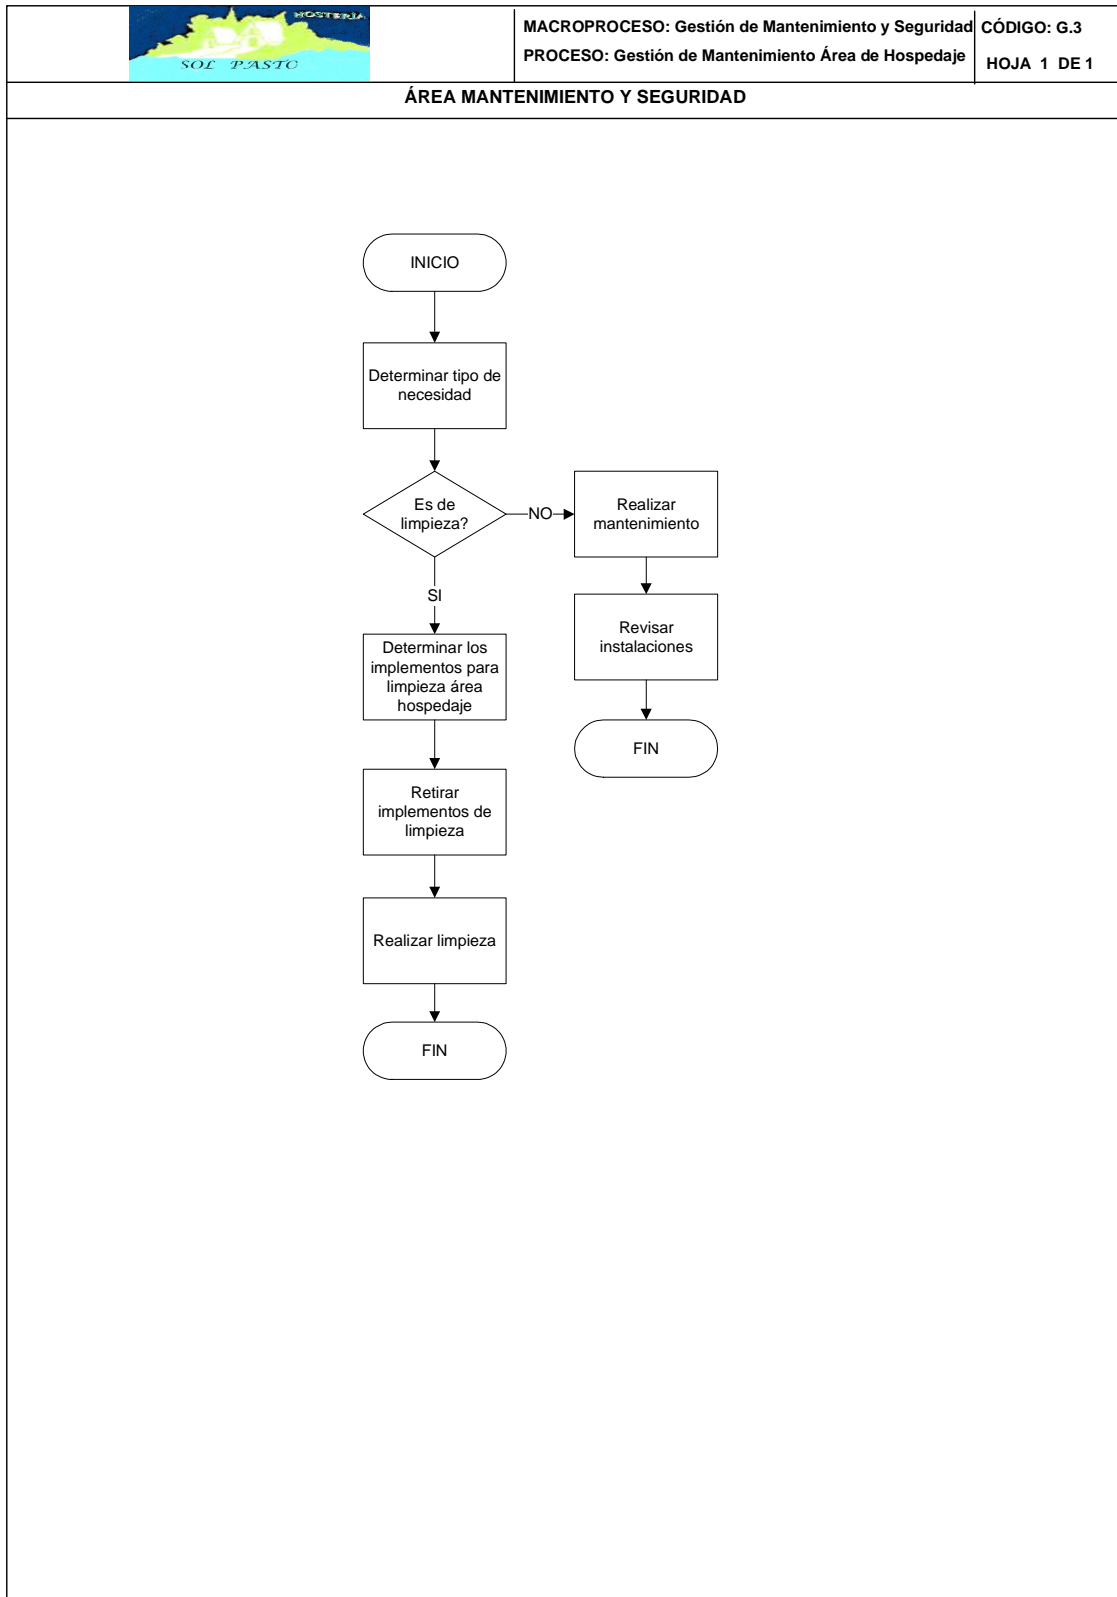 HOSTERIA
SOL PASTO
MACROPROCESO: Gestión de Mantenimiento y Seguridad
PROCESO: Gestión de Mantenimiento Área de Hospedaje
CÓDIGO: G.3
HOJA 1 DE 1
ÁREA MANTENIMIENTO Y SEGURIDAD
INICIO
Determinar tipo de
necesidad
Es de
limpieza?
NO
Realizar
mantenimiento
SI
Revisar
instalaciones
Determinar los
implementos para
limpieza área
hospedaje
FIN
Retirar
implementos de
limpieza
Realizar limpieza
FIN